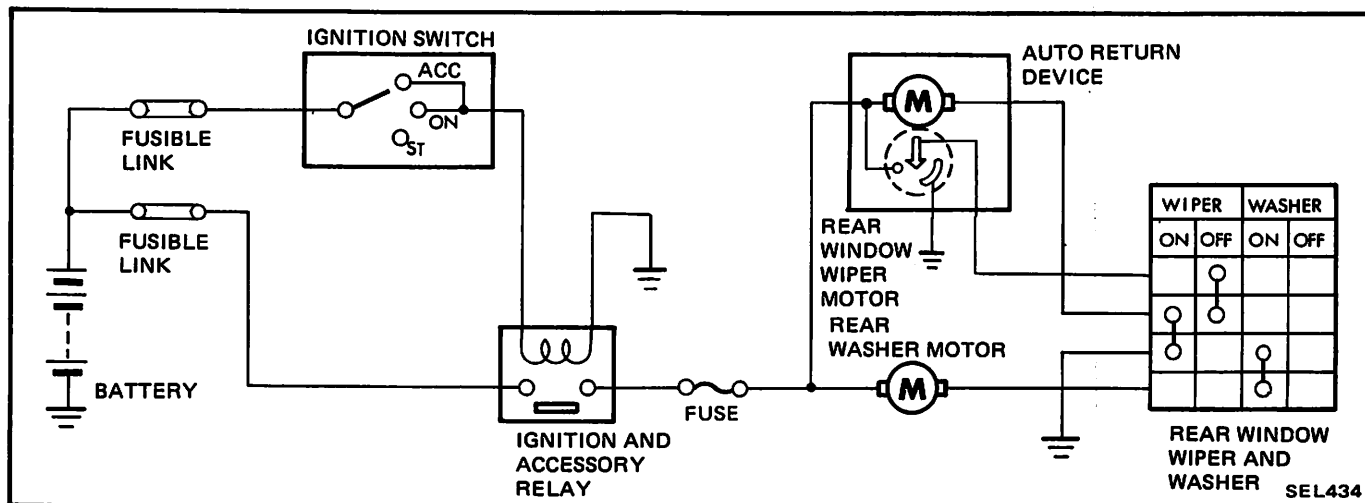 IGNITION SWITCH
ACC
ON
ST
FUSIBLE
LINK
FUSIBLE
LINK
BATTERY
IGNITION AND
ACCESSORY
RELAY
FUSE
AUTO RETURN
DEVICE
M
REAR
WINDOW
WIPER
MOTOR
REAR
WASHER MOTOR
M
WIPER WASHER
ON OFF ON OFF
REAR WINDOW
WIPER AND
WASHER
SEL434